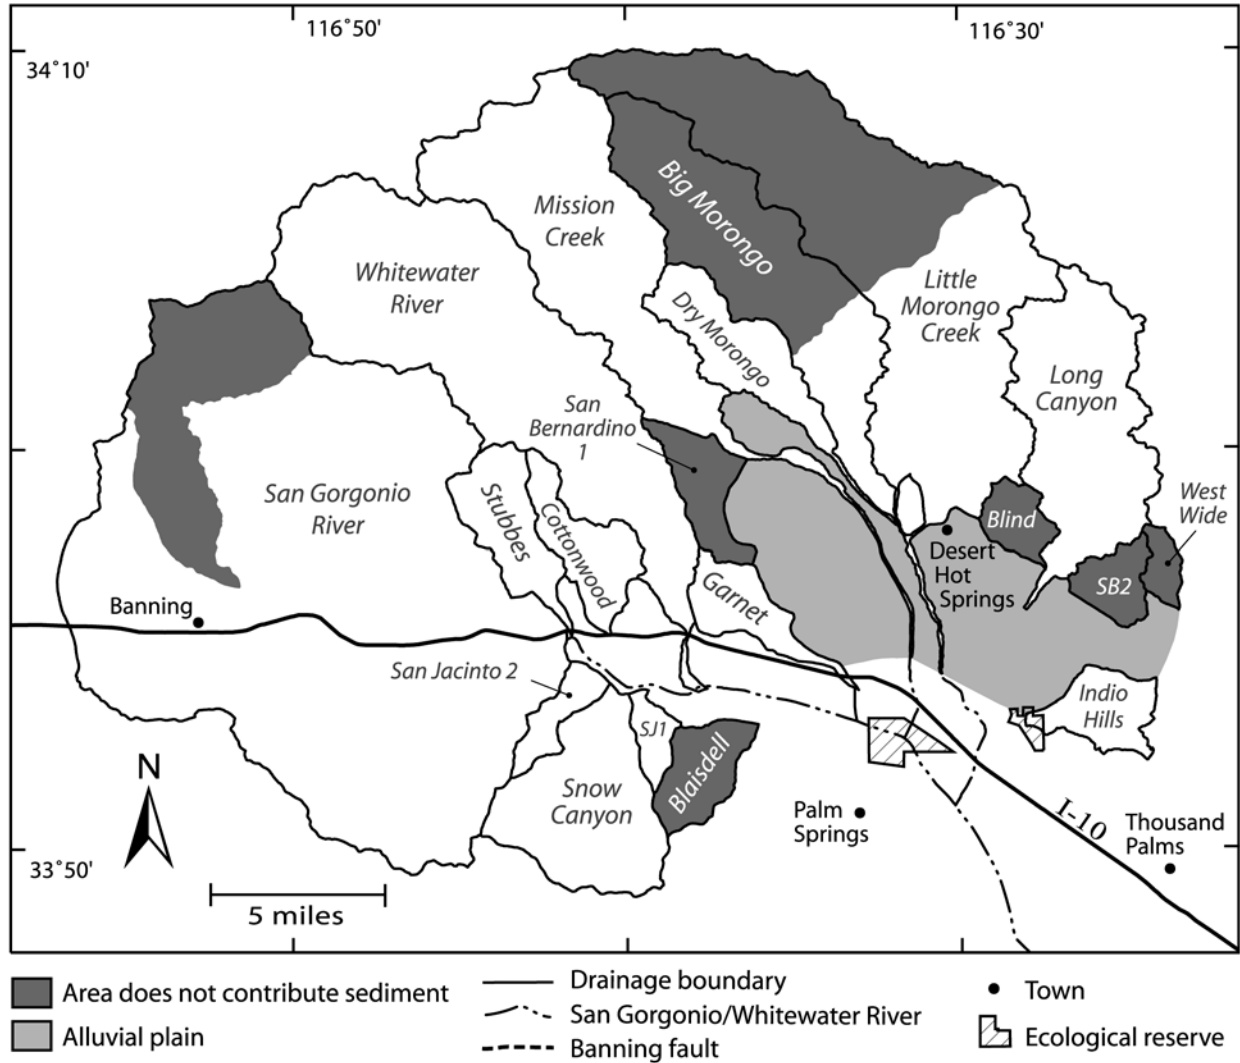 116°50'
116°30'
34°10'
Mission
Creek
Big Morongo
Whitewater
River
Little
Morongo
Creek
Dry Morongo
Long
Canyon
San
Bernardino
1
San Gorgonio
River
Stubbes
Cottonwood
West
Wide
Blind
Desert
Hot
Springs
SB2
Garnet
Banning
San Jacinto 2
SJ1
Indio
Hills
Blaisdell
N
Snow
Canyon
Palm
Springs
I-10
Thousand
Palms
33°50'
5 miles
Area does not contribute sediment
Alluvial plain
Drainage boundary
San Gorgonio/Whitewater River
Banning fault
Town
Ecological reserve